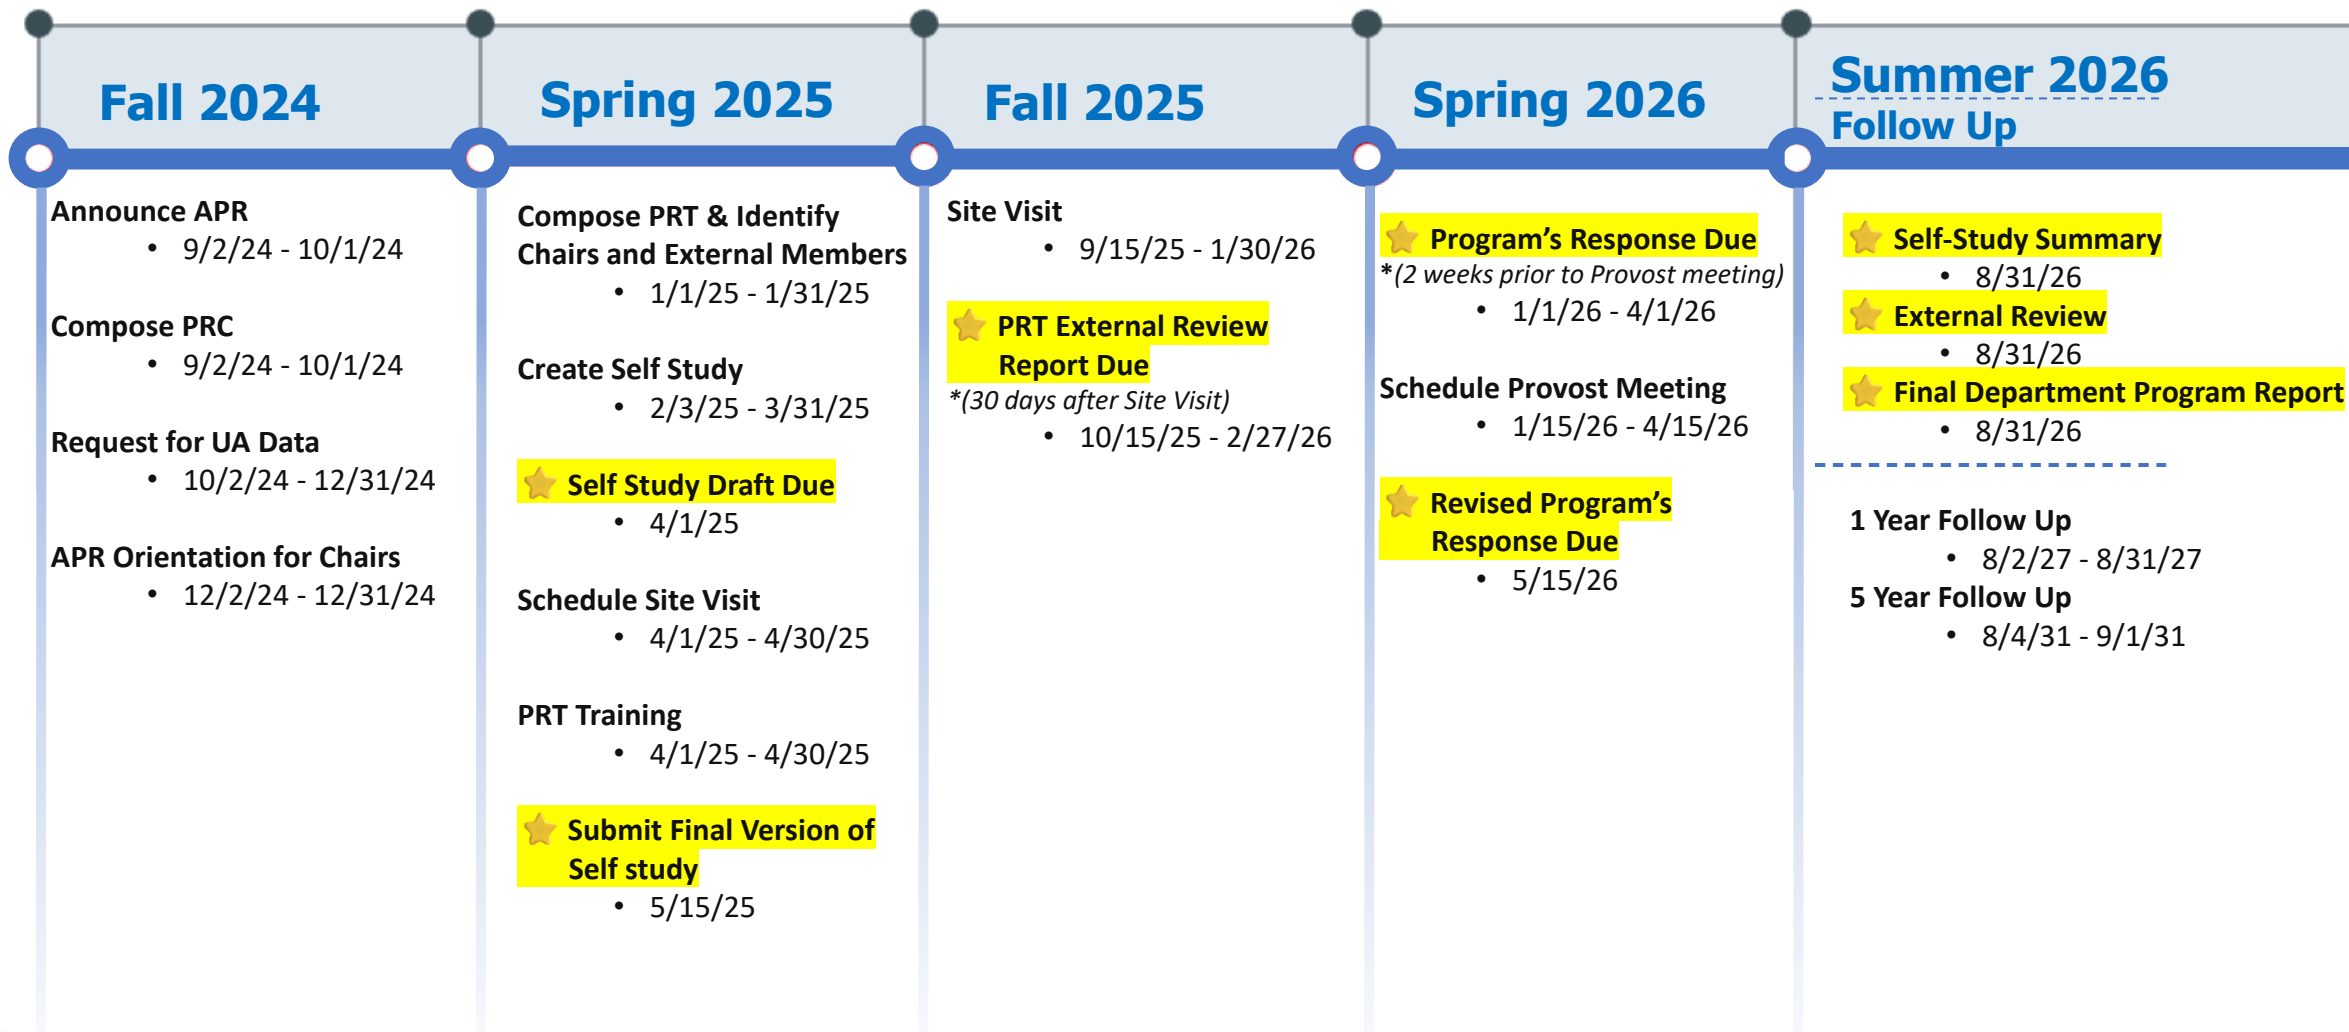 Fall 2024
Announce APR
• 9/2/24 - 10/1/24
Compose PRC
• 9/2/24 - 10/1/24
Request for UA Data
• 10/2/24 - 12/31/24
APR Orientation for Chairs
• 12/2/24 - 12/31/24
Spring 2025
Compose PRT & Identify
Chairs and External Members
• 1/1/25 - 1/31/25
Create Self Study
• 2/3/25 - 3/31/25
Self Study Draft Due
• 4/1/25
Schedule Site Visit
• 4/1/25 - 4/30/25
PRT Training
• 4/1/25 - 4/30/25
Submit Final Version of
Self study
• 5/15/25
Fall 2025
Site Visit
• 9/15/25 - 1/30/26
PRT External Review
Report Due
*(30 days after Site Visit)
• 10/15/25 - 2/27/26
Spring 2026
Program’s Response Due
*(2 weeks prior to Provost meeting)
• 1/1/26 - 4/1/26
Schedule Provost Meeting
• 1/15/26 - 4/15/26
Revised Program’s
Response Due
• 5/15/26
Summer 2026
Follow Up
Self-Study Summary
• 8/31/26
External Review
• 8/31/26
Final Department Program Report
• 8/31/26
1 Year Follow Up
• 8/2/27 - 8/31/27
5 Year Follow Up
• 8/4/31 - 9/1/31